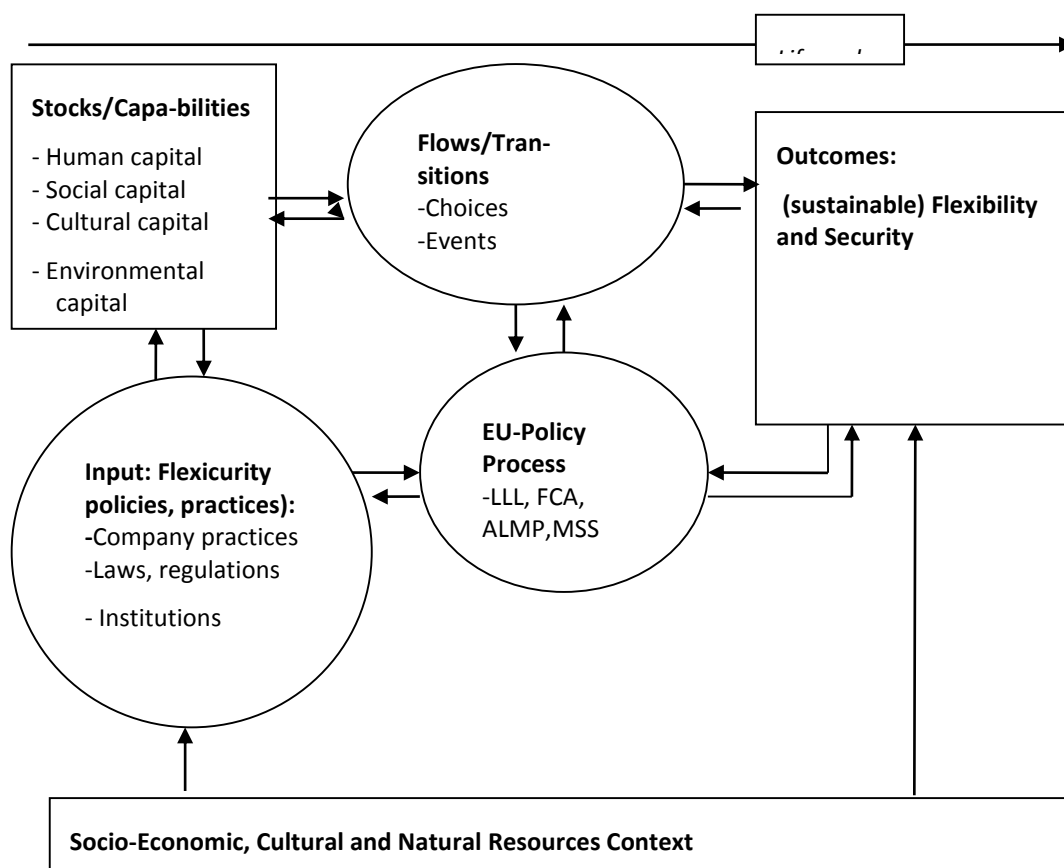 Stocks/Capa-bilities
- Human capital
- Social capital
- Cultural capital
- Environmental
capital
Flows/Tran-
sitions
-Choices
-Events
Outcomes:
(sustainable) Flexibility
and Security
Input: Flexicurity
policies, practices):
-Company practices
-Laws, regulations
- Institutions
EU-Policy
Process
-LLL, FCA,
ALMP,MSS
Socio-Economic, Cultural and Natural Resources Context